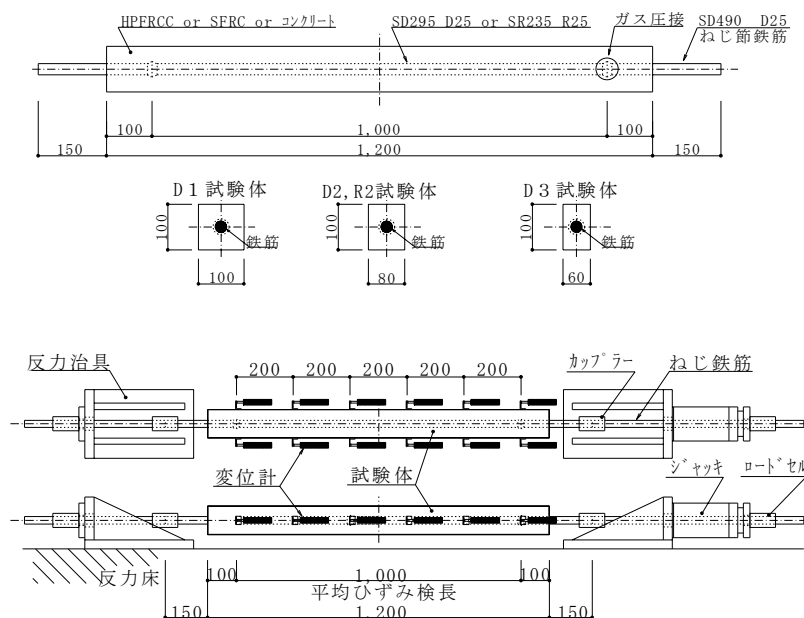 HPFRCC or SFRC or コンクリート
SD295 D25 or SR235 R25
ガス圧接
SD490 D25
ねじ節鉄筋
100
1,000
100
150
1,200
150
D1試験体
D2,R2試験体
D3試験体
100
鉄筋
100
100
鉄筋
80
100
鉄筋
60
反力治具
200
200
200
200
200
カップラー
ねじ鉄筋
変位計
試験体
ジャッキ
ロードセル
反力床
100
1,000
100
平均ひずみ検長
150
1,200
150